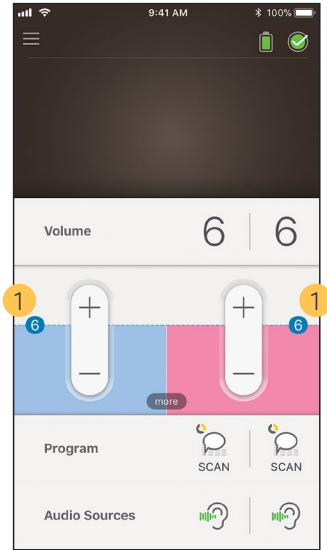 9:41 AM 100%
Volume 6 6
1 1
6 6
+ +
− −
more
Program SCAN SCAN
Audio Sources